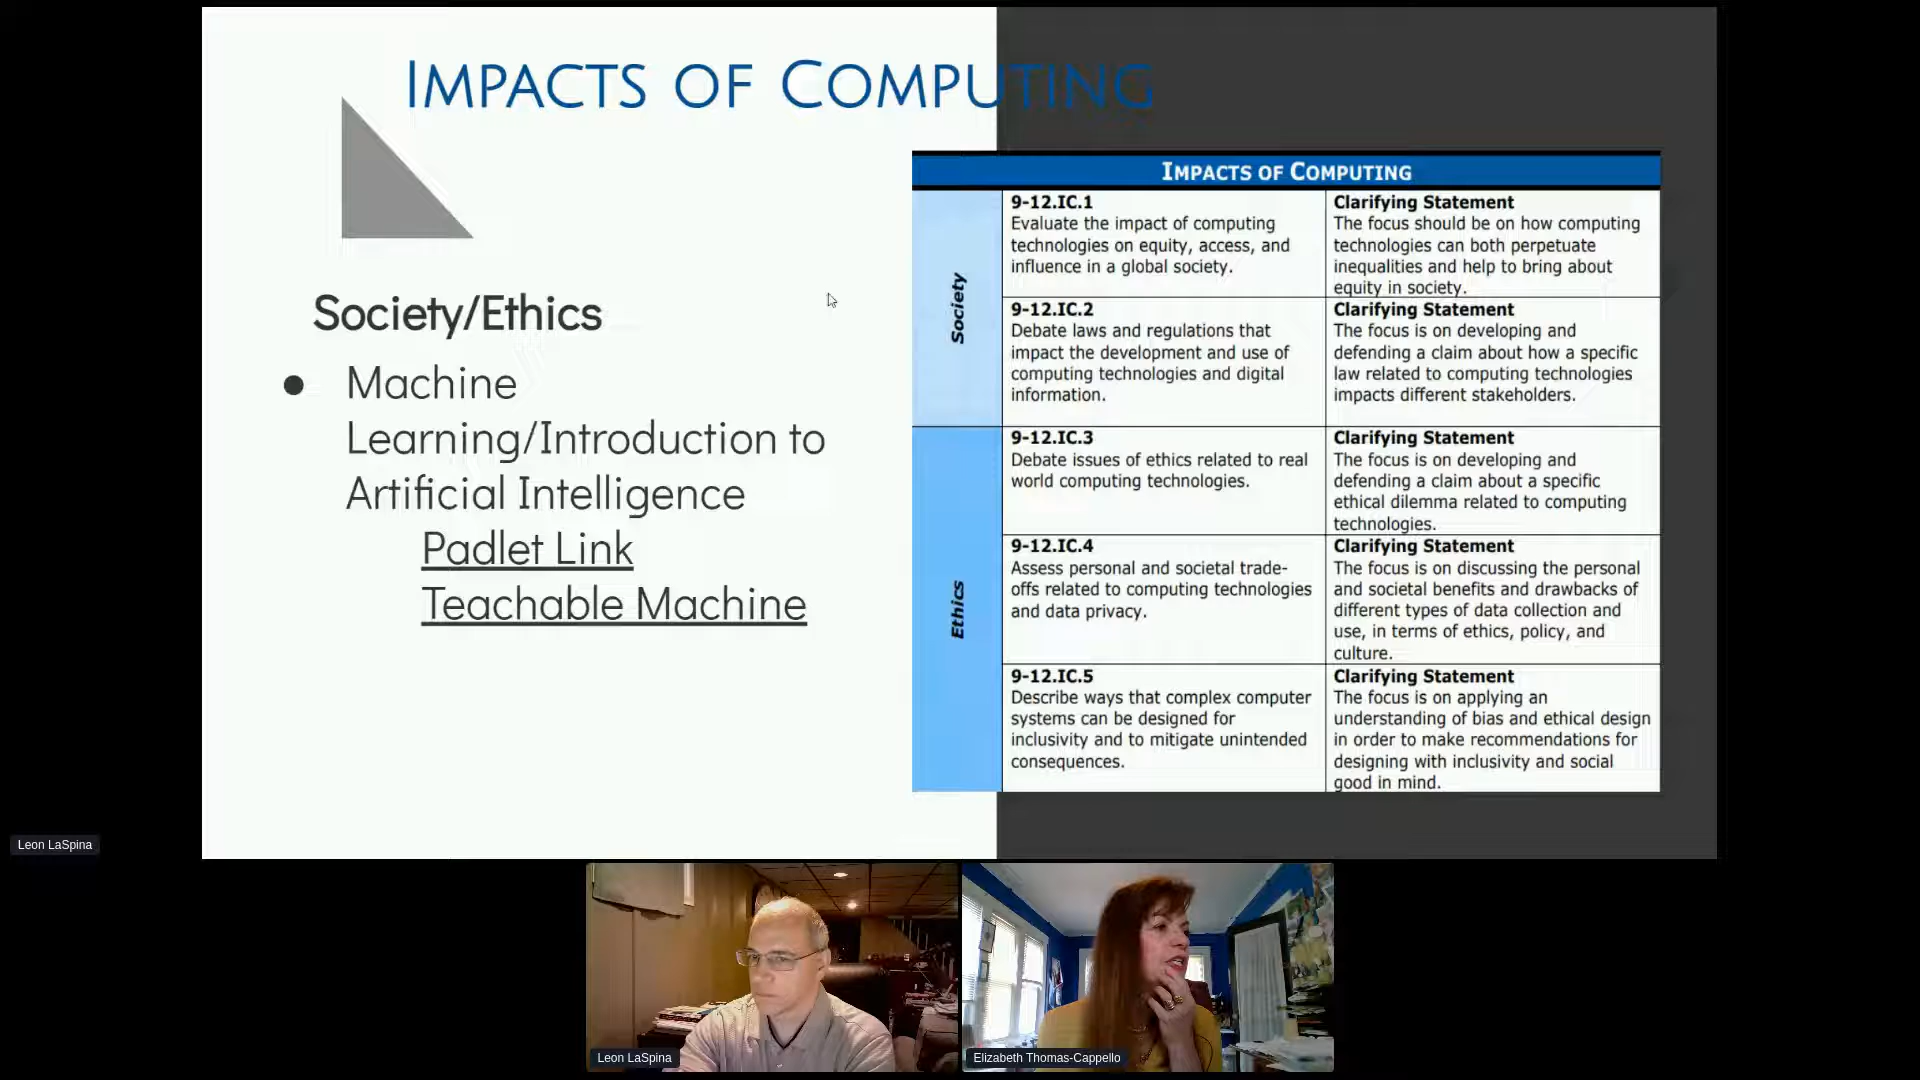 IMPACTS OF COMPUTING
Society/Ethics
● Machine
Learning/Introduction to
Artificial Intelligence
Padlet Link
Teachable Machine
IMPACTS OF COMPUTING
Society
9-12.IC.1
Evaluate the impact of computing
technologies on equity, access, and
influence in a global society.
Clarifying Statement
The focus should be on how computing
technologies can both perpetuate
inequalities and help to bring about
equity in society.
9-12.IC.2
Debate laws and regulations that
impact the development and use of
computing technologies and digital
information.
Clarifying Statement
The focus is on developing and
defending a claim about how a specific
law related to computing technologies
impacts different stakeholders.
Ethics
9-12.IC.3
Debate issues of ethics related to real
world computing technologies.
Clarifying Statement
The focus is on developing and
defending a claim about a specific
ethical dilemma related to computing
technologies.
9-12.IC.4
Assess personal and societal trade-
offs related to computing technologies
and data privacy.
Clarifying Statement
The focus is on discussing the personal
and societal benefits and drawbacks of
different types of data collection and
use, in terms of ethics, policy, and
culture.
9-12.IC.5
Describe ways that complex computer
systems can be designed for
inclusivity and to mitigate unintended
consequences.
Clarifying Statement
The focus is on applying an
understanding of bias and ethical design
in order to make recommendations for
designing with inclusivity and social
good in mind.
Leon LaSpina
Leon LaSpina
Elizabeth Thomas-Cappello